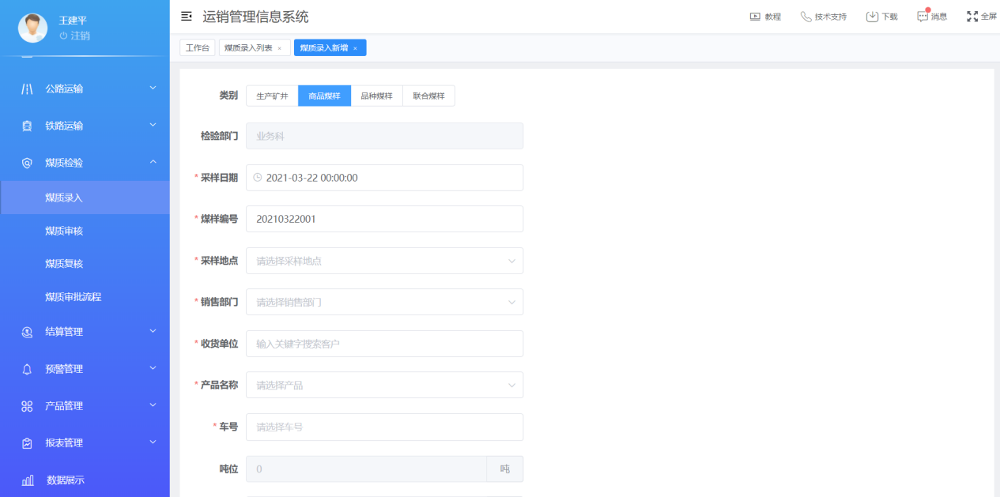 王建平
注销
运销管理信息系统
教程
技术支持
下载
消息
全屏
工作台
煤质录入列表 ×
煤质录入新增 ×
公路运输
铁路运输
煤质检验
煤质录入
煤质审核
煤质复核
煤质审批流程
结算管理
预警管理
产品管理
报表管理
数据展示
类别 生产矿井 商品煤样 品种煤样 联合煤样
检验部门 业务科
* 采样日期 2021-03-22 00:00:00
* 煤样编号 20210322001
* 采样地点 请选择采样地点
* 销售部门 请选择销售部门
* 收货单位 输入关键字搜索客户
* 产品名称 请选择产品
* 车号 请选择车号
吨位 0 吨